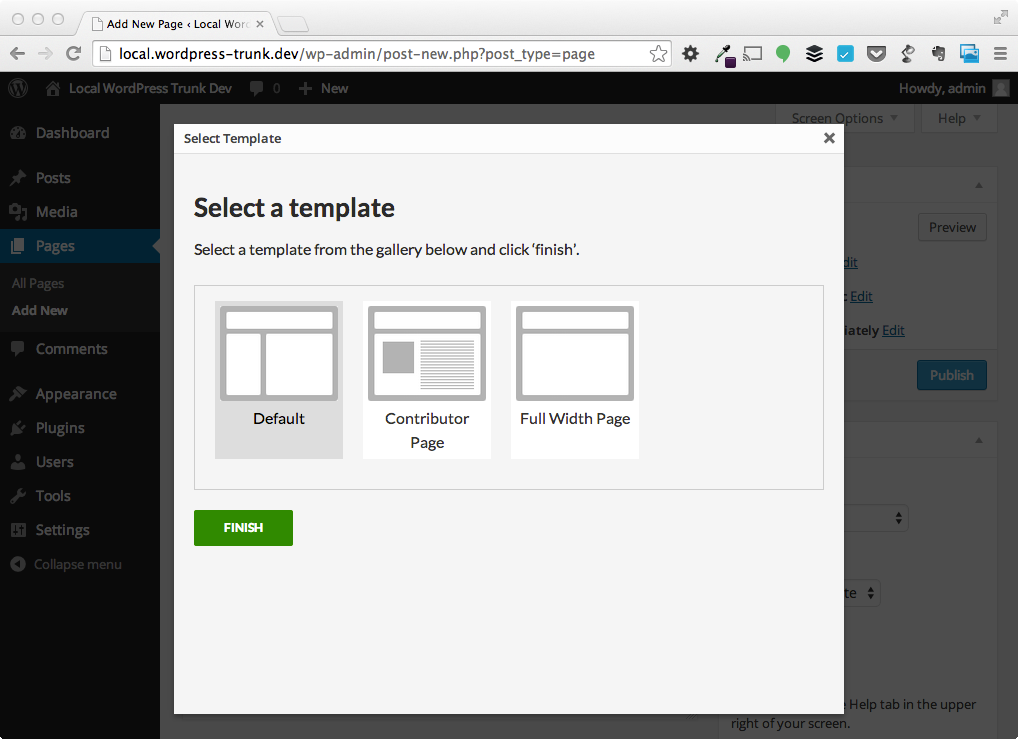 Add New Page ‹ Local Word
local.wordpress-trunk.dev/wp-admin/post-new.php?post_type=page
Local WordPress Trunk Dev 0 New Howdy, admin
Screen Options Help
Dashboard
Posts
Media
Pages
All Pages
Add New
Comments
Appearance
Plugins
Users
Tools
Settings
Collapse menu
Select Template
Select a template
Select a template from the gallery below and click ‘finish’.
Default
Contributor
Page
Full Width Page
FINISH
Preview
Edit
: Edit
Edit
Publish
Help tab in the upper
right of your screen.